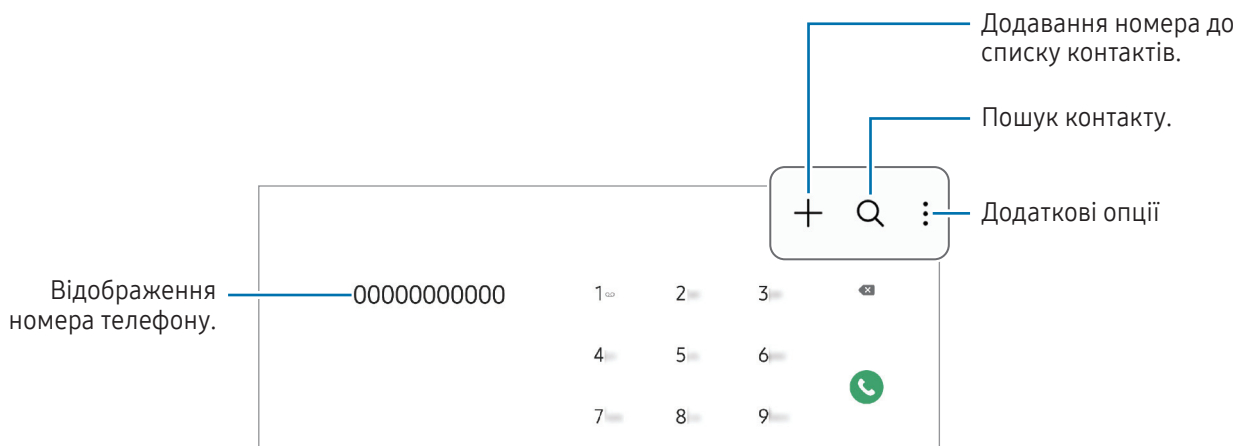 Додавання номера до
списку контактів.
Пошук контакту.
Додаткові опції
Відображення
номера телефону.
00000000000
1 2 3
4 5 6
7 8 9